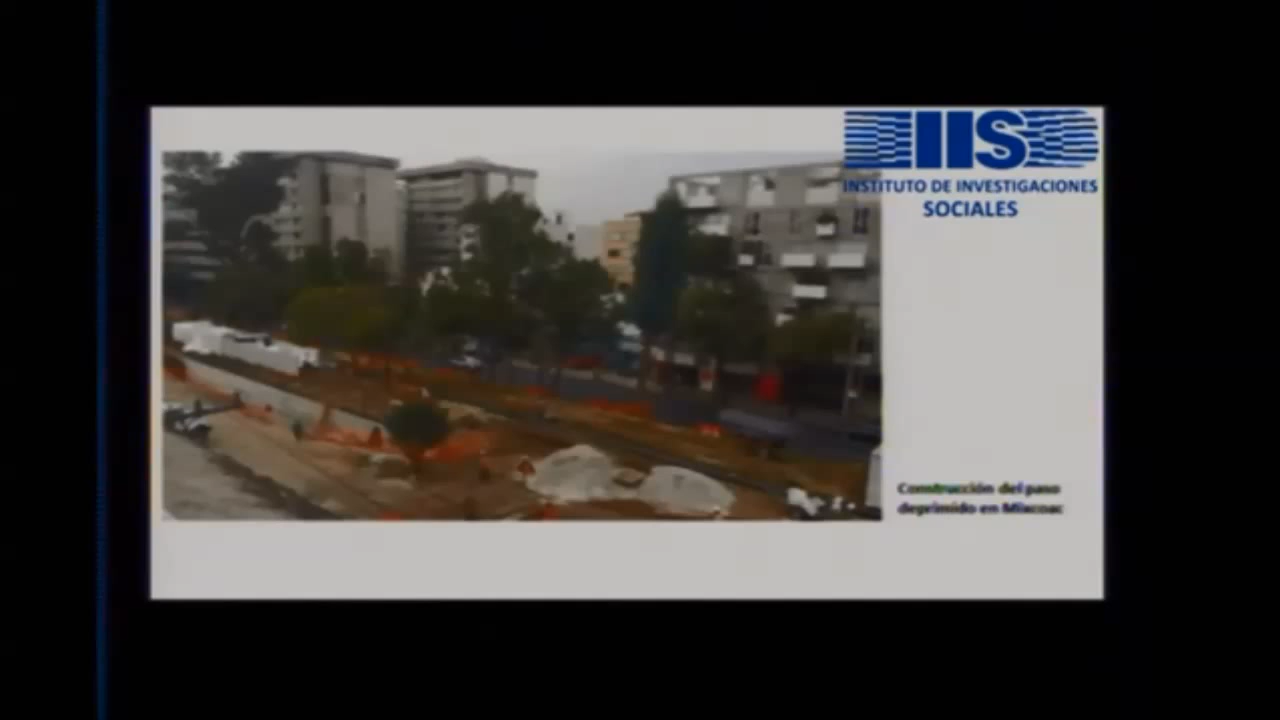 IIS
INSTITUTO DE INVESTIGACIONES
SOCIALES
Construcción del paso
deprimido en Mixcoac